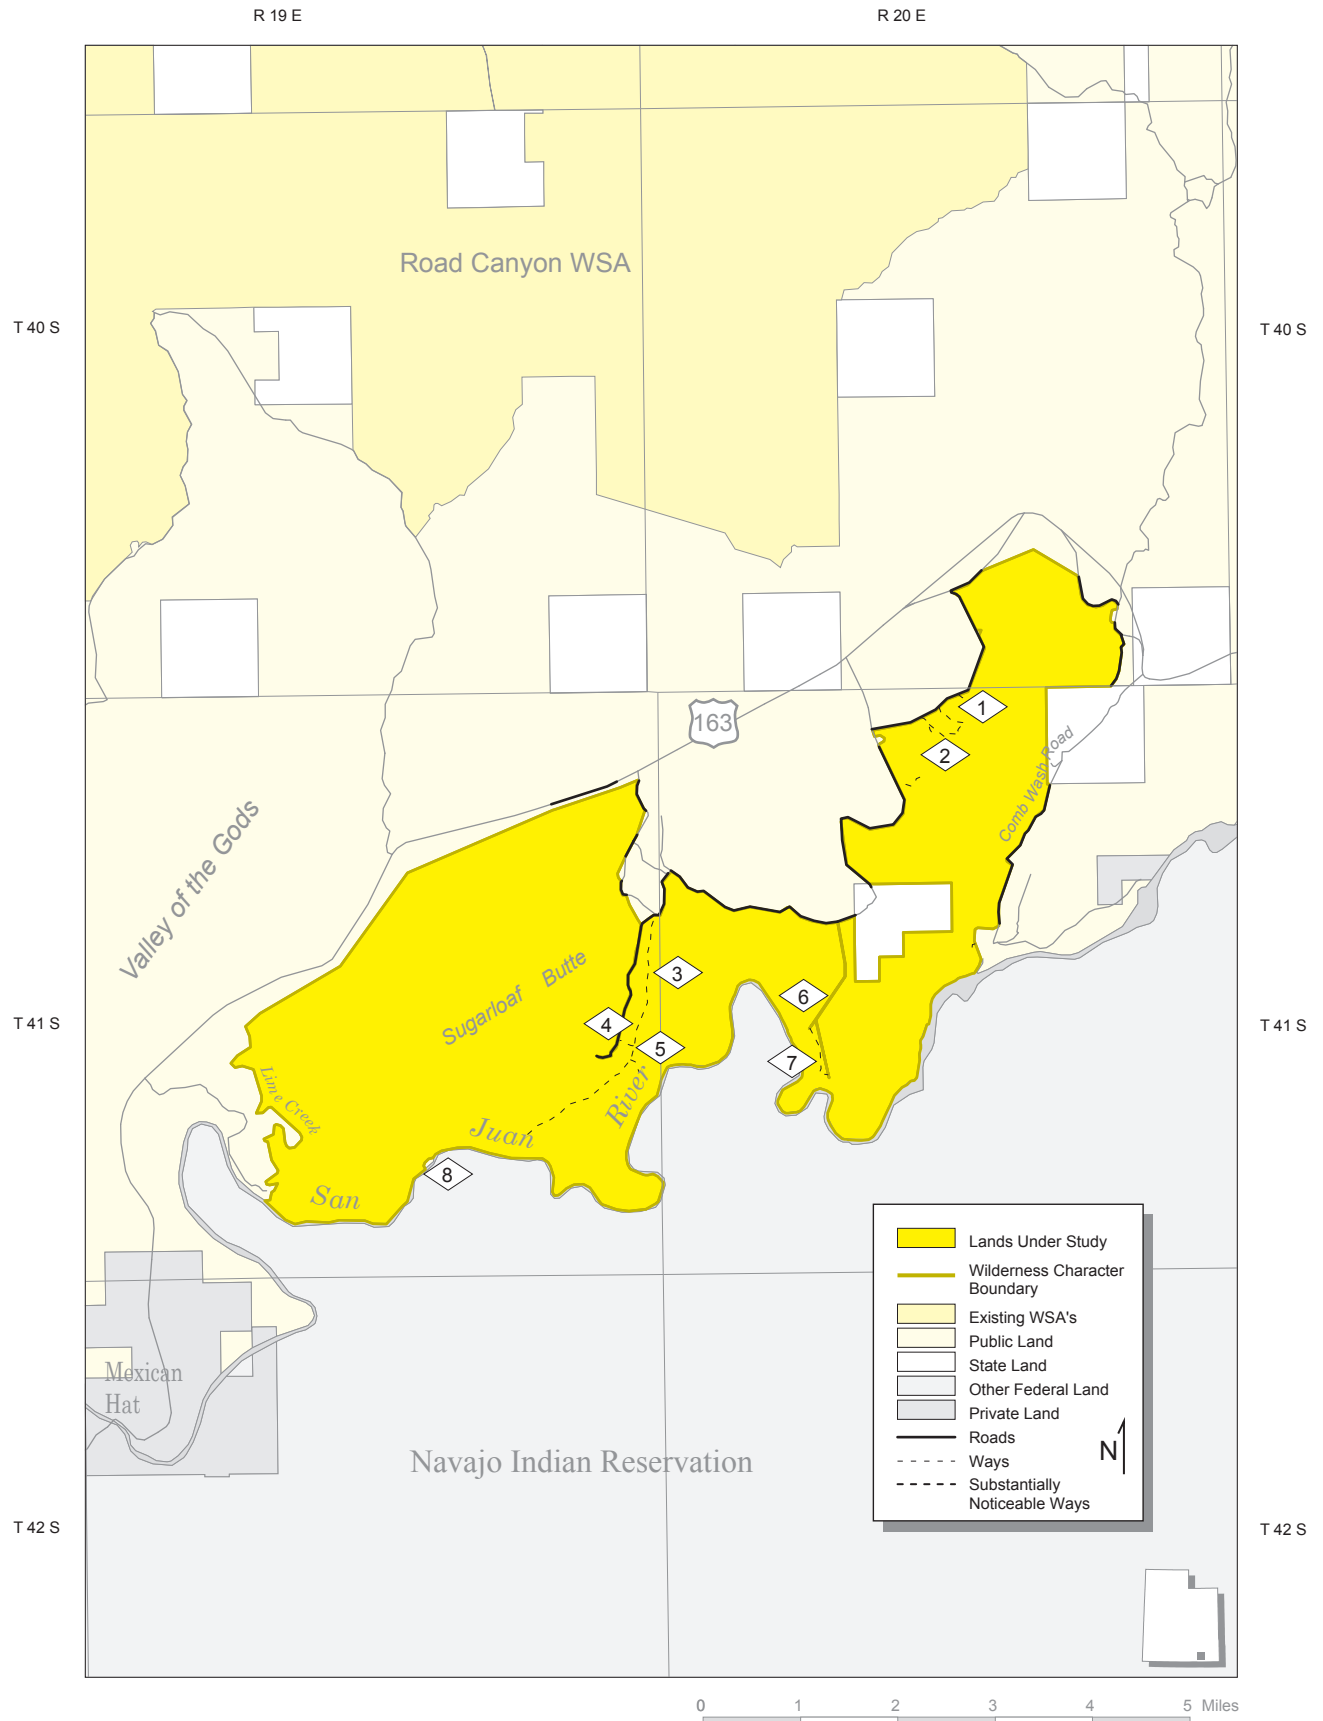 R 19 E
R 20 E
Road Canyon WSA
T 40 S
T 40 S
163
1
2
Comb Wash Road
Valley of the Gods
Sugarloaf Butte
3
4
5
6
7
8
T 41 S
T 41 S
Lime Creek
San Juan River
Lands Under Study
Wilderness Character
Boundary
Existing WSA's
Public Land
State Land
Other Federal Land
Private Land
Roads
Ways
Substantially
Noticeable Ways
N
Mexican
Hat
Navajo Indian Reservation
T 42 S
T 42 S
0 1 2 3 4 5 Miles